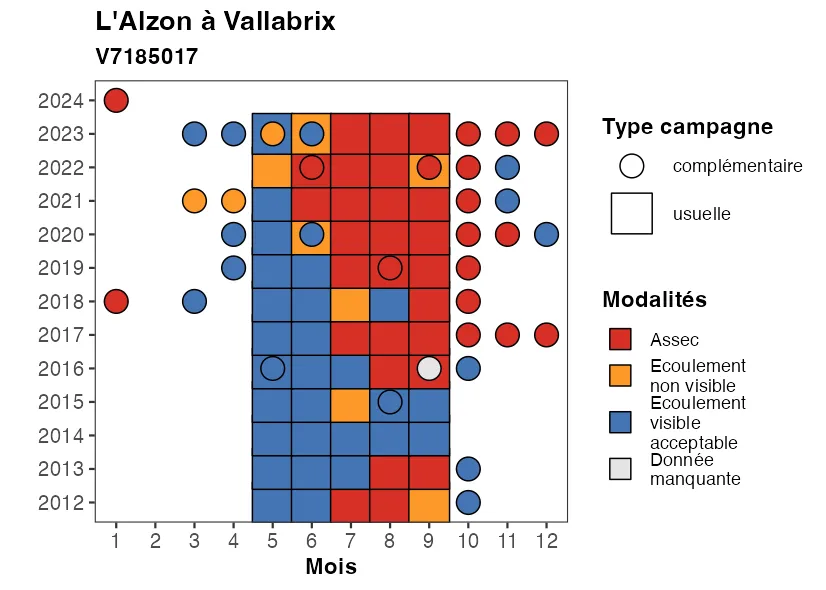 L'Alzon à Vallabrix
V7185017
2024
2023
2022
2021
2020
2019
2018
2017
2016
2015
2014
2013
2012
1 2 3 4 5 6 7 8 9 10 11 12
Mois
Type campagne
complémentaire
usuelle
Modalités
Assec
Ecoulement
non visible
Ecoulement
visible
acceptable
Donnée
manquante